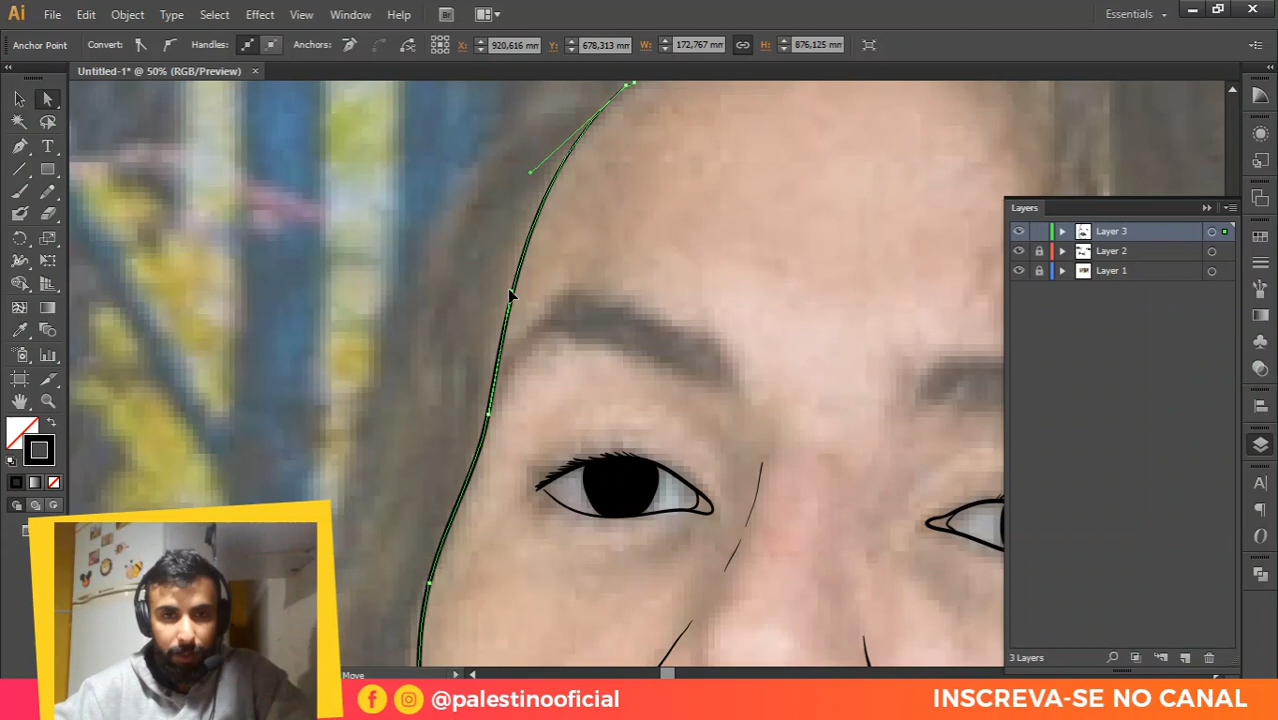 Ai File Edit Object Type Select Effect View Window Help Br Essentials
Anchor Point Convert: Handles: Anchors: X: 920,616 mm Y: 678,313 mm W: 172,767 mm H: 876,125 mm
Untitled-1* @ 50% (RGB/Preview)
Layers
Layer 3
Layer 2
Layer 1
3 Layers
Move
@palestinooficial
INSCREVA-SE NO CANAL